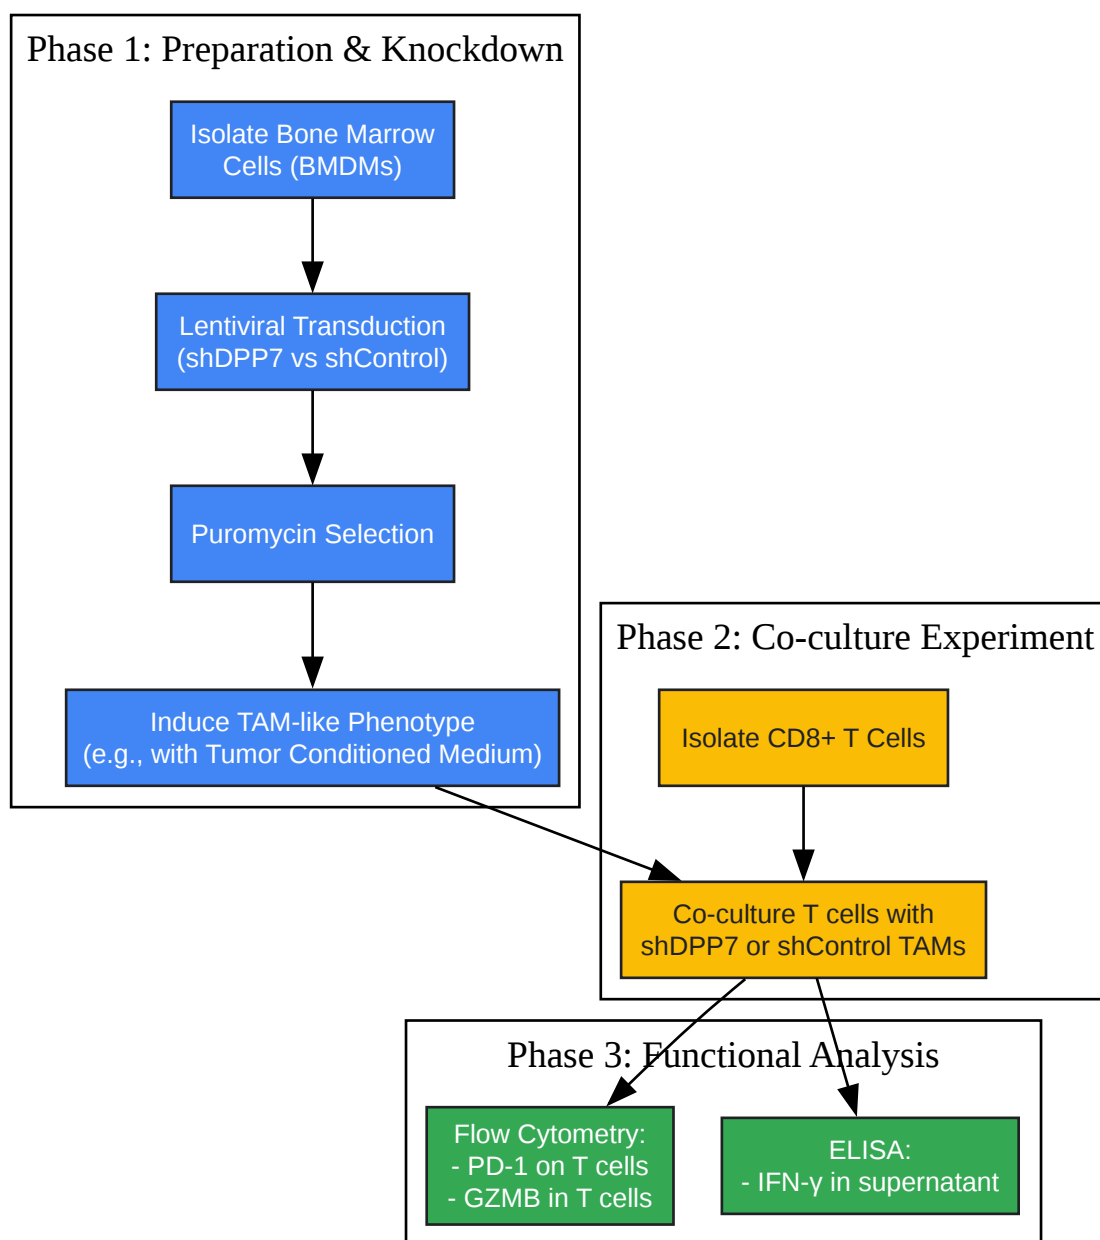 Phase 1: Preparation & Knockdown
Isolate Bone Marrow
Cells (BMDMs)
Lentiviral Transduction
(shDPP7 vs shControl)
Puromycin Selection
Induce TAM-like Phenotype
(e.g., with Tumor Conditioned Medium)
Phase 2: Co-culture Experiment
Isolate CD8+ T Cells
Co-culture T cells with
shDPP7 or shControl TAMs
Phase 3: Functional Analysis
Flow Cytometry:
- PD-1 on T cells
- GZMB in T cells
ELISA:
- IFN-γ in supernatant